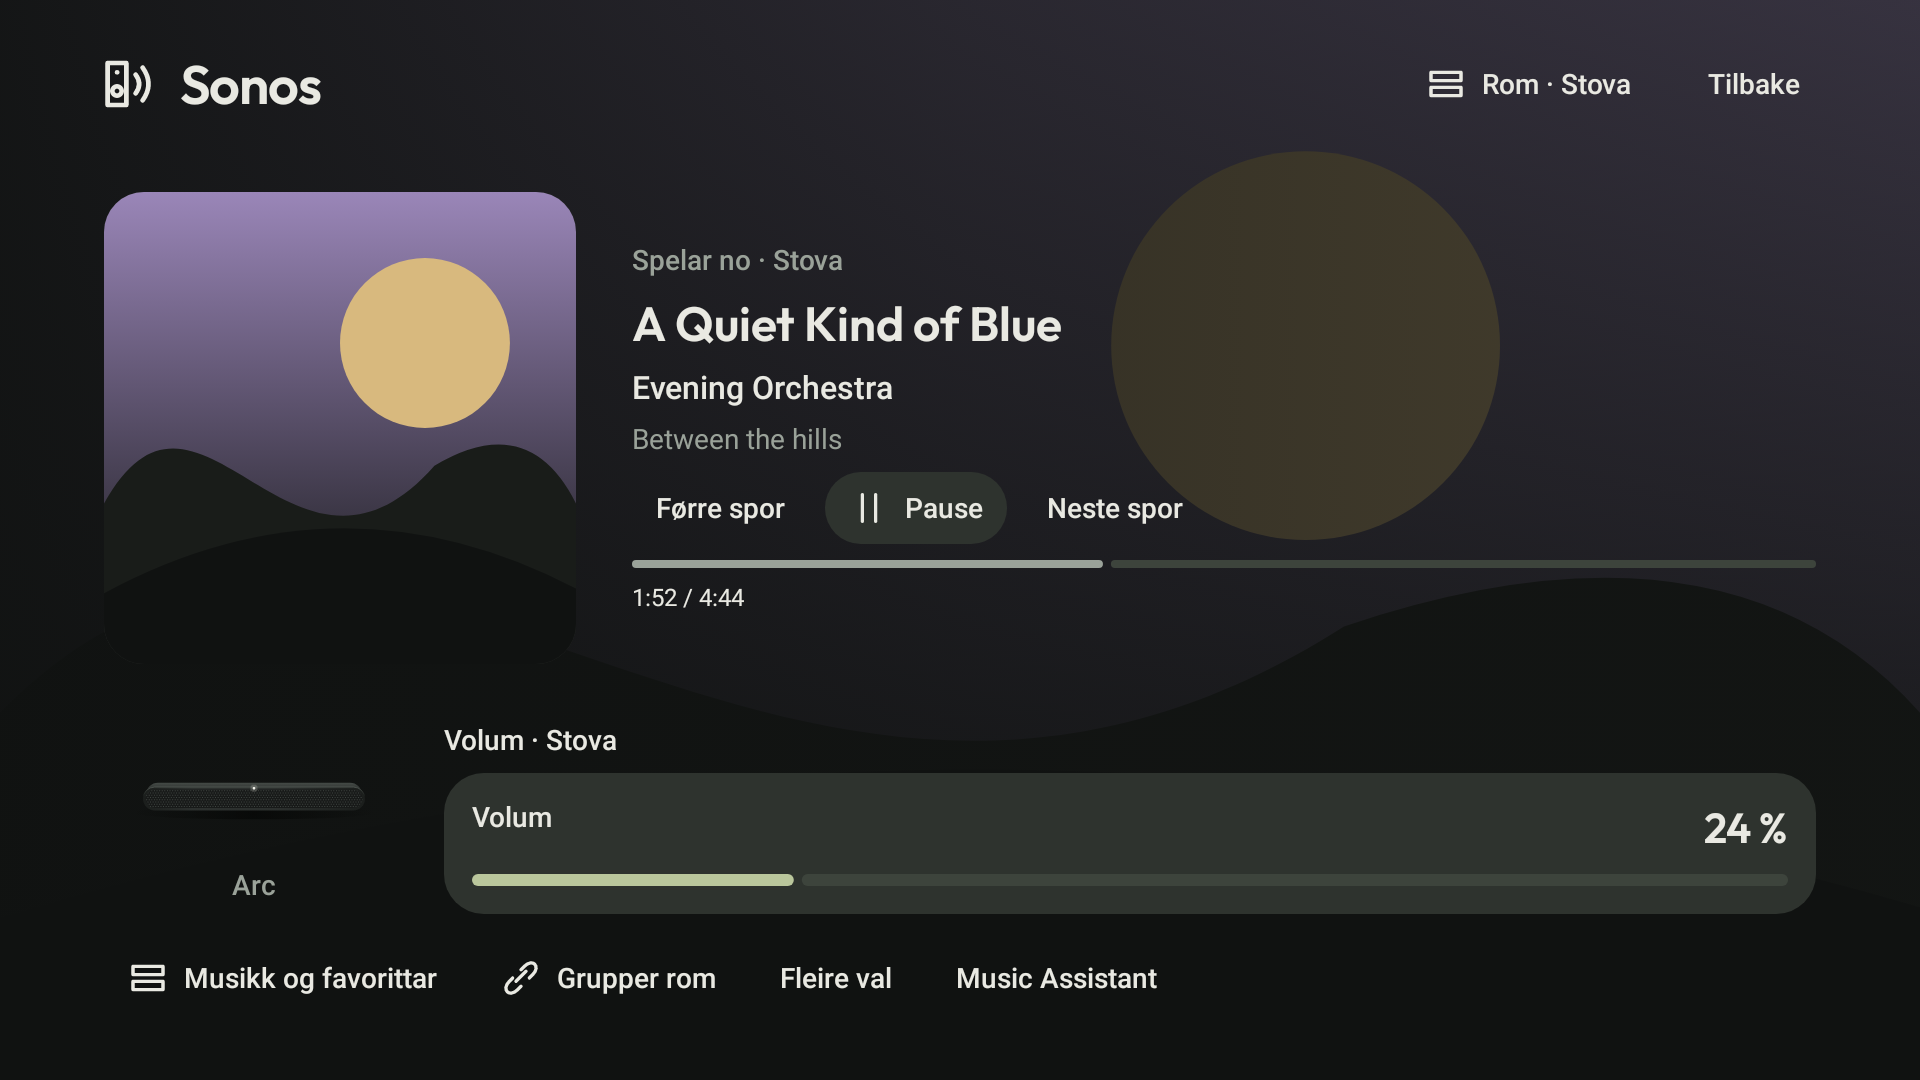 Sonos
Rom · Stova
Tilbake
Spelar no · Stova
A Quiet Kind of Blue
Evening Orchestra
Between the hills
Førre spor
Pause
Neste spor
1:52 / 4:44
Volum · Stova
Volum
24 %
Arc
Musikk og favorittar
Grupper rom
Fleire val
Music Assistant